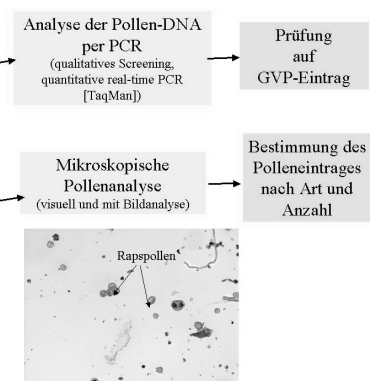 Analyse der Pollen-DNA
per PCR
(qualitatives Screening,
quantitative real-time PCR
[TaqMan])
Prüfung
auf
GVP-Eintrag
Mikroskopische
Pollenanalyse
(visuell und mit Bildanalyse)
Bestimmung des
Polleneintrages
nach Art und
Anzahl
Rapspollen